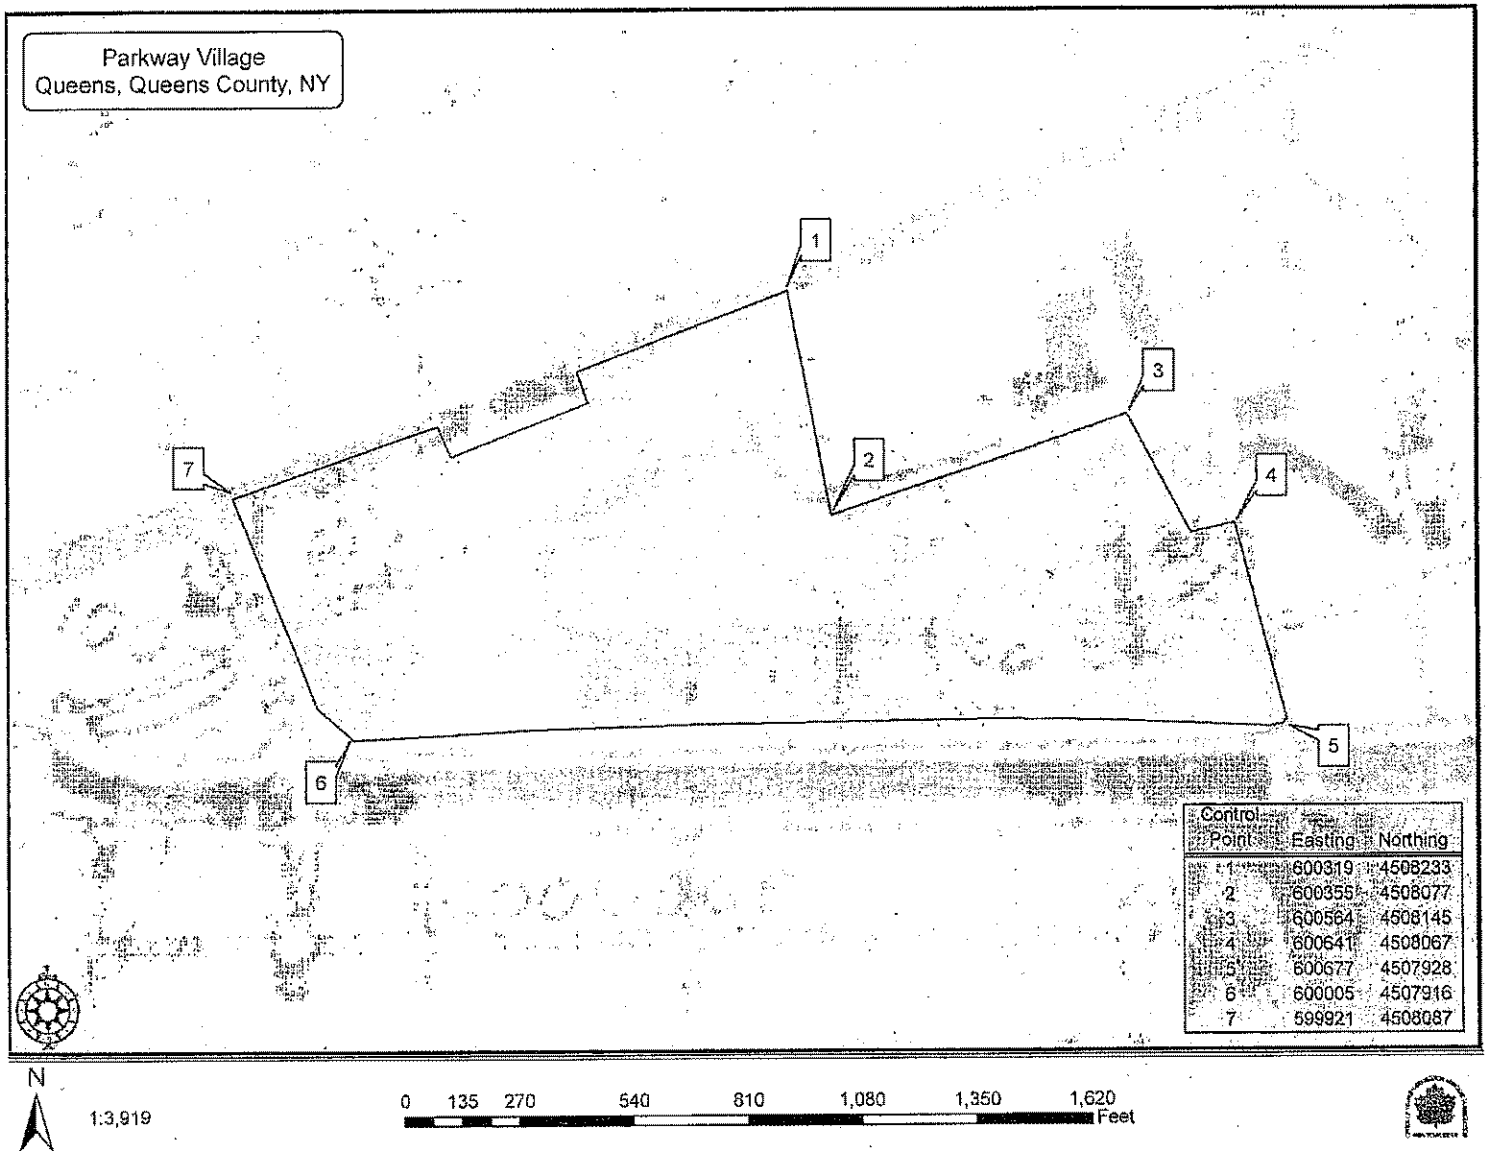 Parkway Village
Queens, Queens County, NY
1
3
2
7
4
5
6
Control
Point Easting Northing
1 600319 4508233
2 600355 4508077
3 600564 4508145
4 600641 4508067
5 600677 4507928
6 600005 4507916
7 599921 4508087
N
1:3,919
0 135 270 540 810 1,080 1,350 1,620
Feet